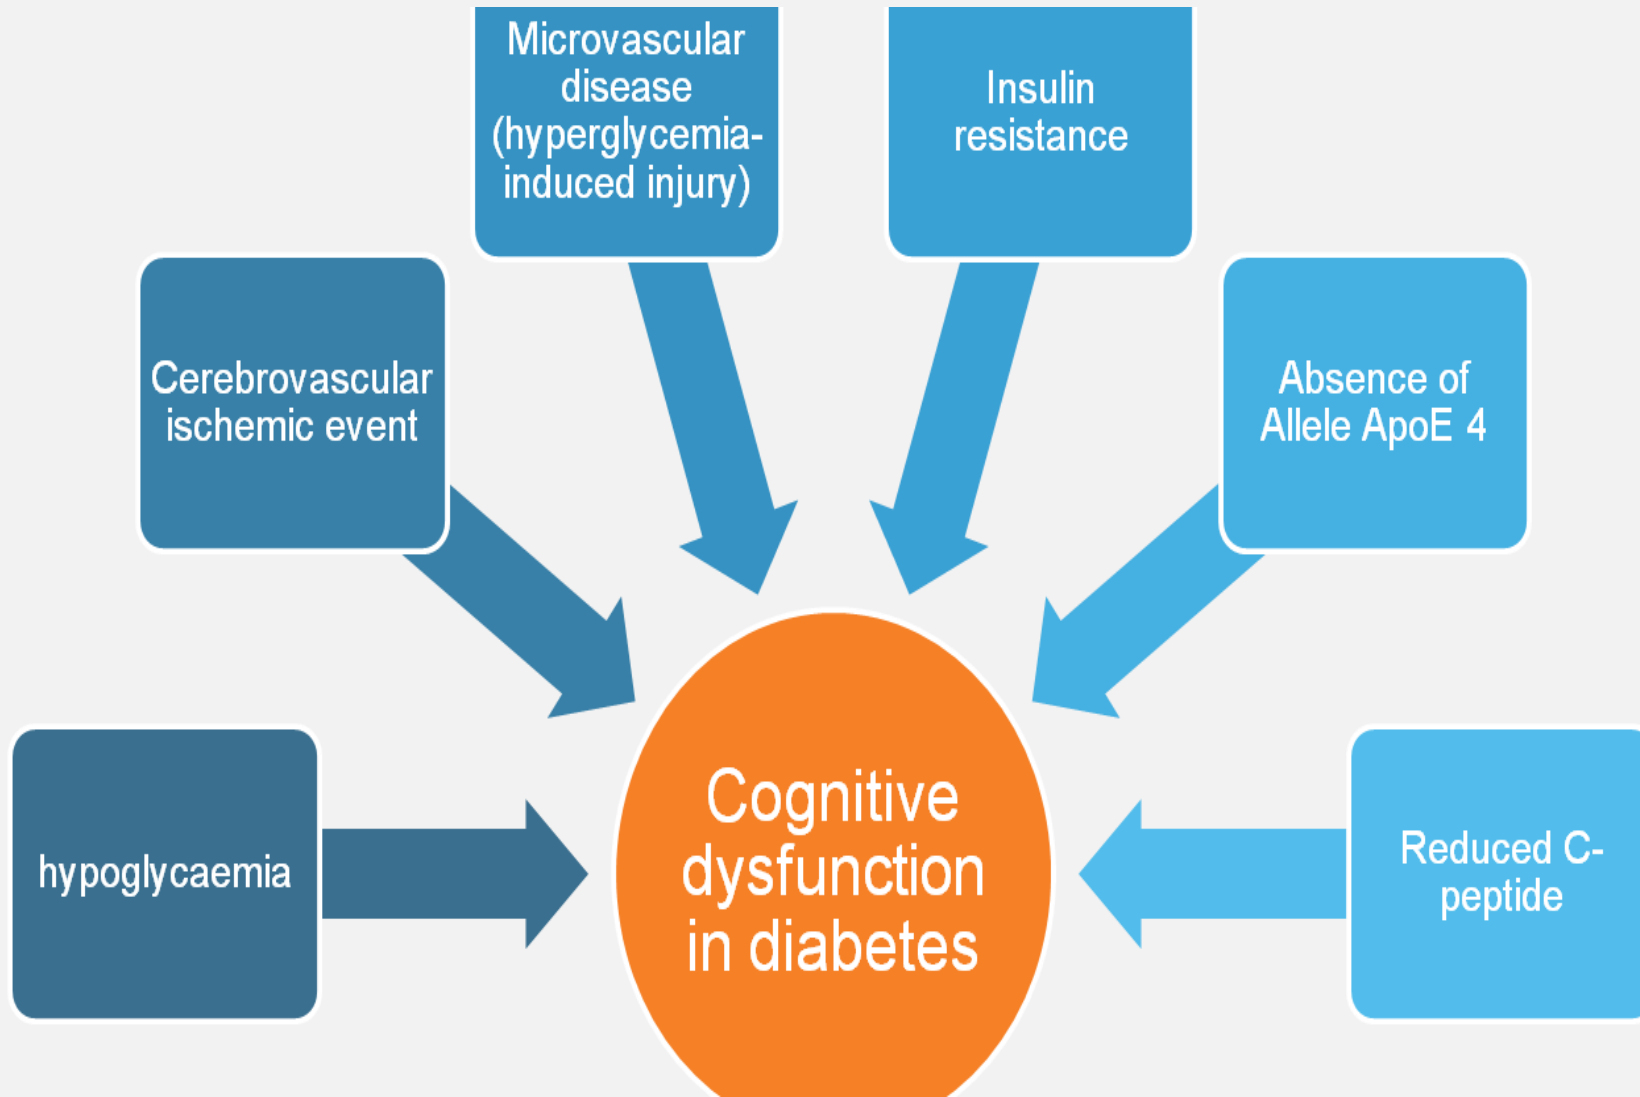 Microvascular
disease
(hyperglycemia-
induced injury)
Insulin
resistance
Cerebrovascular
ischemic event
Absence of
Allele ApoE 4
hypoglycaemia
Cognitive
dysfunction
in diabetes
Reduced C-
peptide